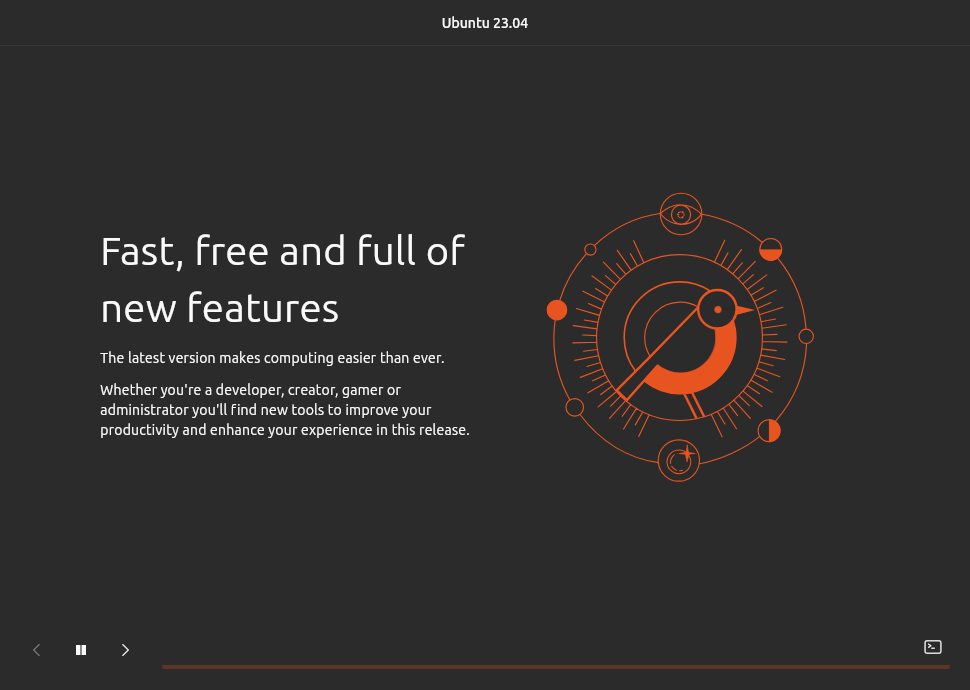 Ubuntu 23.04
Fast, free and full of
new features
The latest version makes computing easier than ever.
Whether you're a developer, creator, gamer or
administrator you'll find new tools to improve your
productivity and enhance your experience in this release.